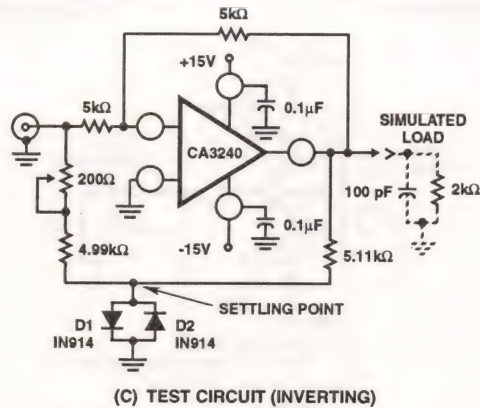 5kΩ
+15V
5kΩ
0.1µF
SIMULATED
LOAD
CA3240
200Ω
100 pF
2kΩ
0.1µF
4.99kΩ
-15V
5.11kΩ
SETTLING POINT
D1
IN914
D2
IN914
(C) TEST CIRCUIT (INVERTING)